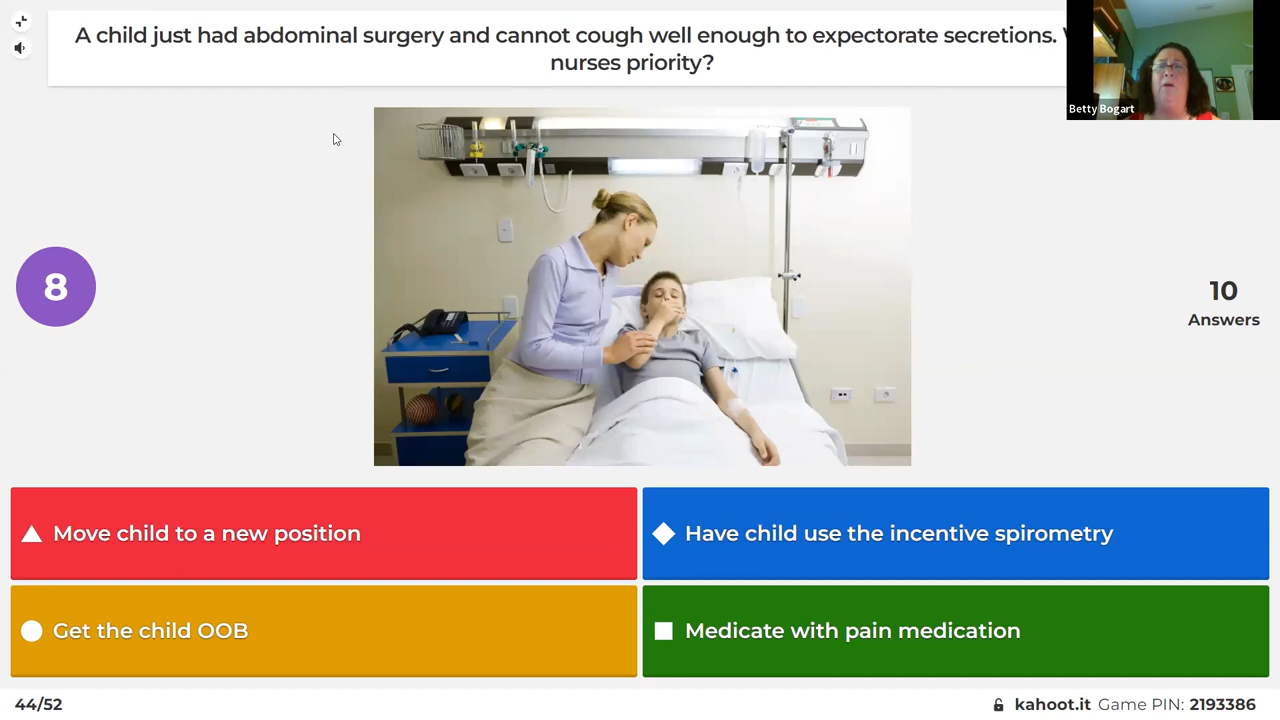 A child just had abdominal surgery and cannot cough well enough to expectorate secretions.
nurses priority?
Betty Bogart
8
10
Answers
Move child to a new position
Have child use the incentive spirometry
Get the child OOB
Medicate with pain medication
44/52
kahoot.it Game PIN: 2193386